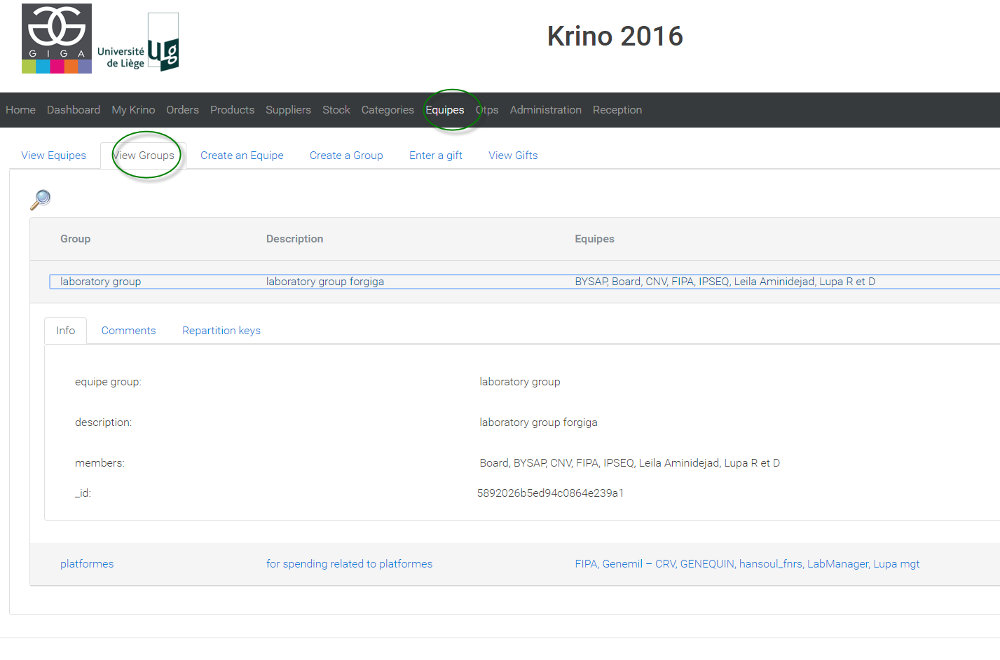 GIGA
Université
de Liège
ULg
Krino 2016
Home Dashboard My Krino Orders Products Suppliers Stock Categories Equipes Otps Administration Reception
View Equipes View Groups Create an Equipe Create a Group Enter a gift View Gifts
Group Description Equipes
laboratory group laboratory group forgiga BYSAP, Board, CNV, FIPA, IPSEQ, Leila Aminidejad, Lupa R et D
Info Comments Repartition keys
equipe group: laboratory group
description: laboratory group forgiga
members: Board, BYSAP, CNV, FIPA, IPSEQ, Leila Aminidejad, Lupa R et D
_id: 5892026b5ed94c0864e239a1
platformes for spending related to platformes FIPA, Genemil – CRV, GENEQUIN, hansoul_fnrs, LabManager, Lupa mgt